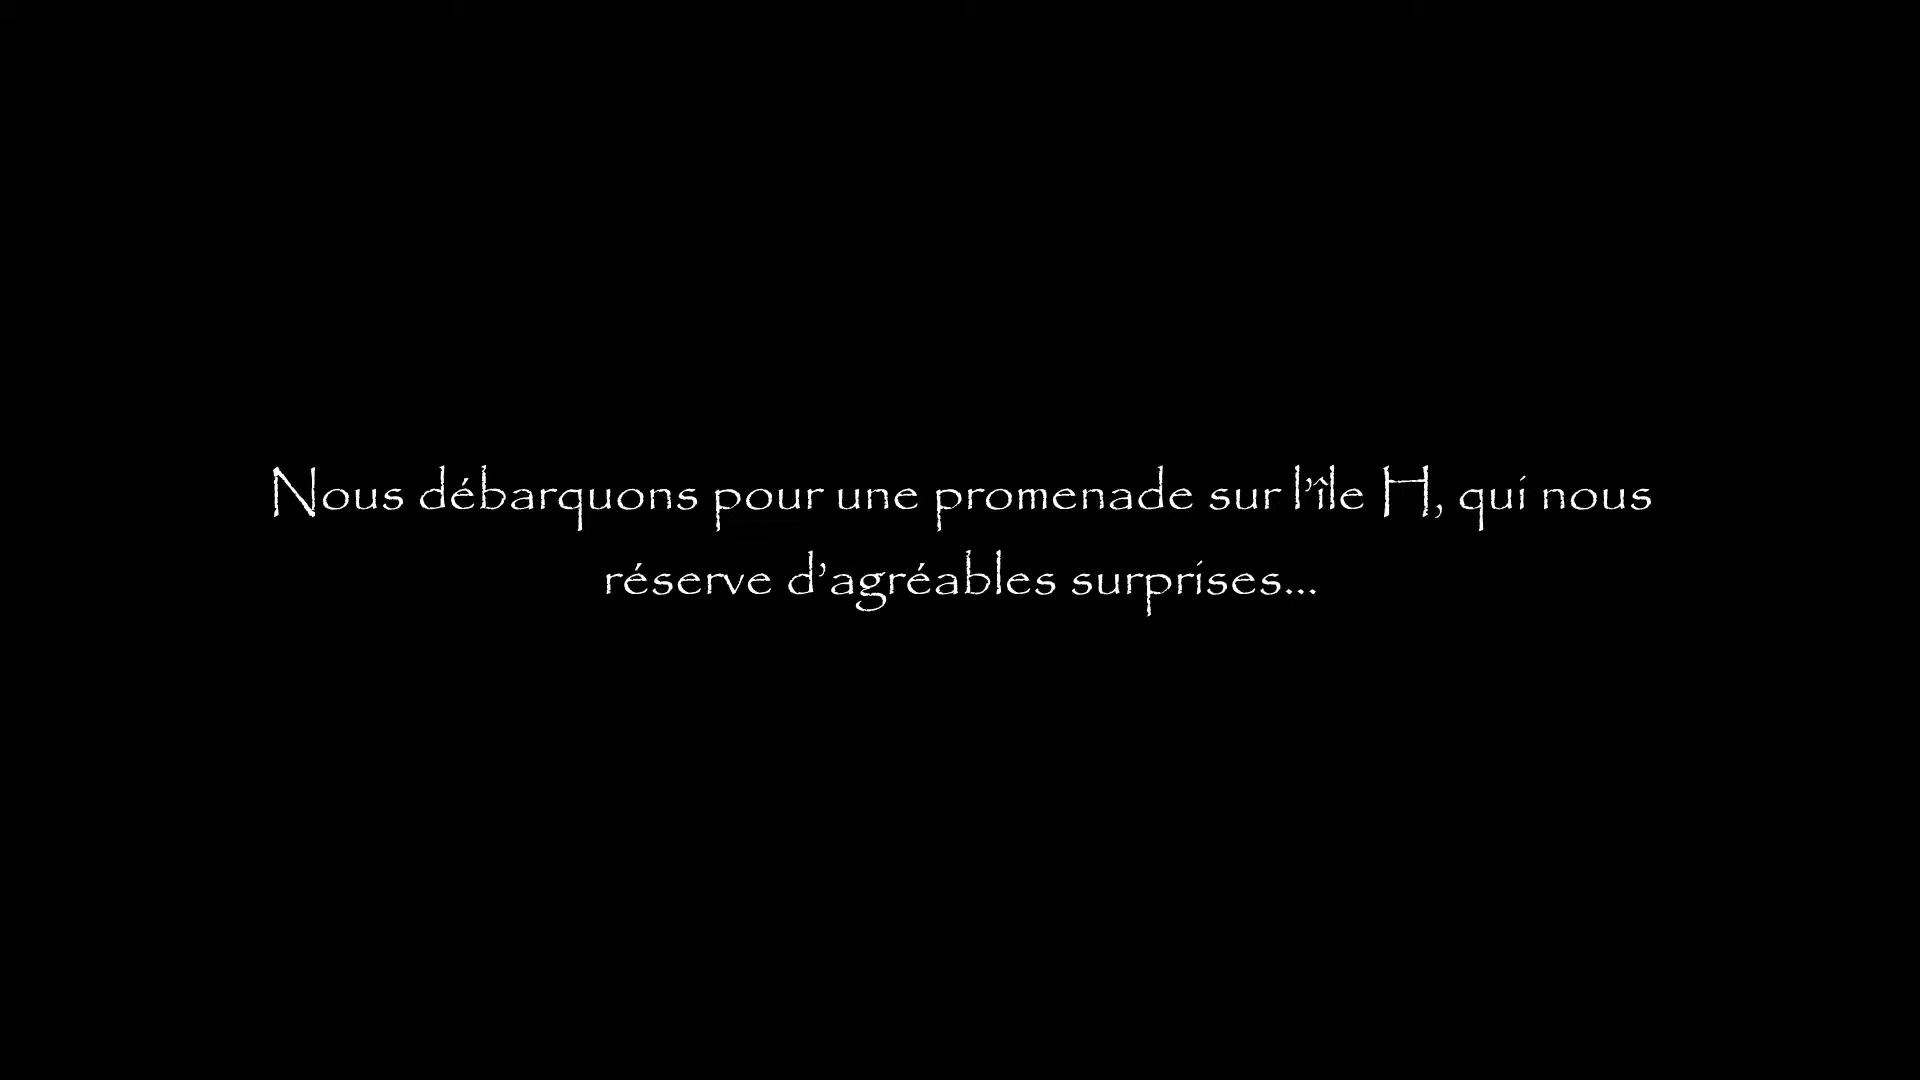 Nous débarquons pour une promenade sur l’île H, qui nous
réserve d’agréables surprises...